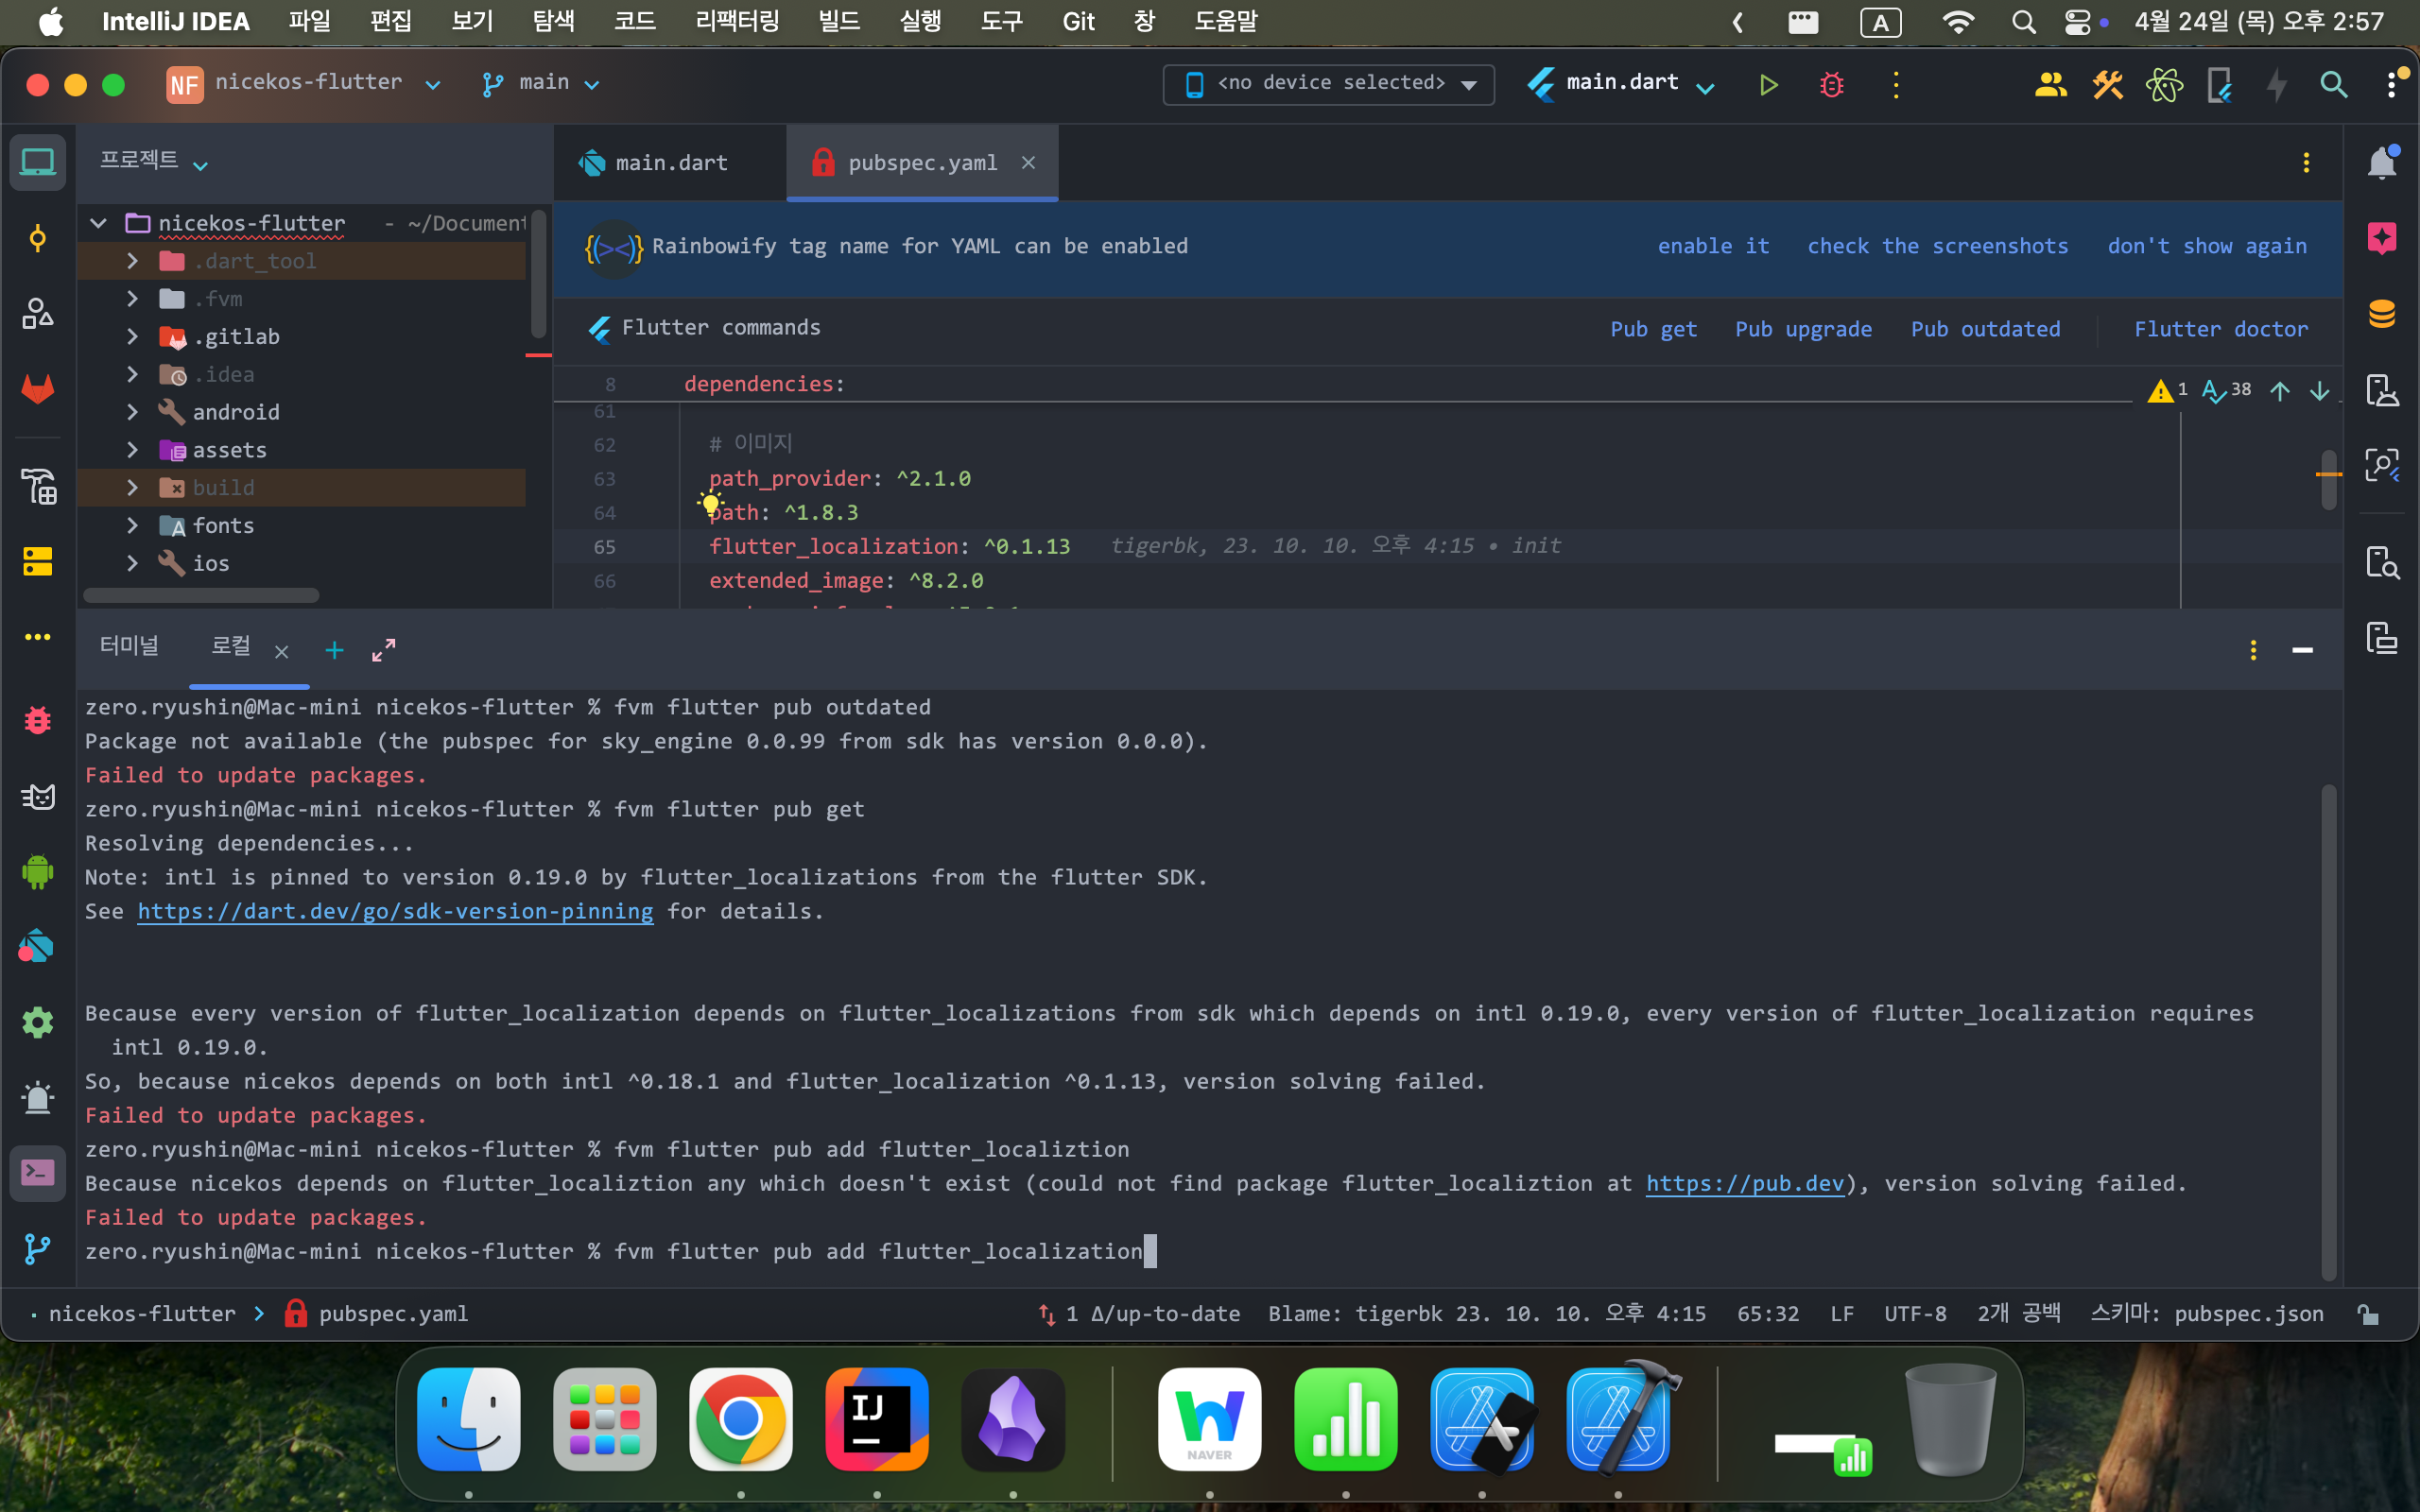 IntelliJ IDEA 파일 편집 보기 탐색 코드 리팩터링 빌드 실행 도구 Git 창 도움말 A 4월 24일 (목) 오후 2:57
NF nicekos-flutter main <no device selected> main.dart
프로젝트
main.dart pubspec.yaml
nicekos-flutter - ~/Document
.dart_tool
.fvm
.gitlab
.idea
android
assets
build
fonts
ios
Rainbowify tag name for YAML can be enabled enable it check the screenshots don't show again
Flutter commands Pub get Pub upgrade Pub outdated Flutter doctor
8 dependencies: 1 38
61
62 # 이미지
63 path_provider: ^2.1.0
64 path: ^1.8.3
65 flutter_localization: ^0.1.13 tigerbk, 23. 10. 10. 오후 4:15 • init
66 extended_image: ^8.2.0
터미널 로컬
zero.ryushin@Mac-mini nicekos-flutter % fvm flutter pub outdated
Package not available (the pubspec for sky_engine 0.0.99 from sdk has version 0.0.0).
Failed to update packages.
zero.ryushin@Mac-mini nicekos-flutter % fvm flutter pub get
Resolving dependencies...
Note: intl is pinned to version 0.19.0 by flutter_localizations from the flutter SDK.
See https://dart.dev/go/sdk-version-pinning for details.
Because every version of flutter_localization depends on flutter_localizations from sdk which depends on intl 0.19.0, every version of flutter_localization requires
intl 0.19.0.
So, because nicekos depends on both intl ^0.18.1 and flutter_localization ^0.1.13, version solving failed.
Failed to update packages.
zero.ryushin@Mac-mini nicekos-flutter % fvm flutter pub add flutter_localiztion
Because nicekos depends on flutter_localiztion any which doesn't exist (could not find package flutter_localiztion at https://pub.dev), version solving failed.
Failed to update packages.
zero.ryushin@Mac-mini nicekos-flutter % fvm flutter pub add flutter_localization
nicekos-flutter pubspec.yaml 1 Δ/up-to-date Blame: tigerbk 23. 10. 10. 오후 4:15 65:32 LF UTF-8 2개 공백 스키마: pubspec.json
IJ
NAVER